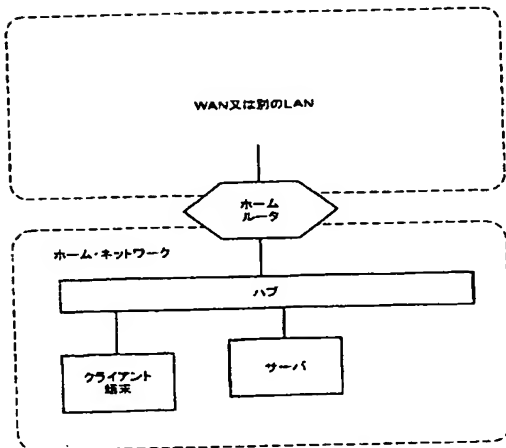 WAN又は別のLAN
ホーム
ルータ
ホーム・ネットワーク
ハブ
クライアント
端末
サーバ